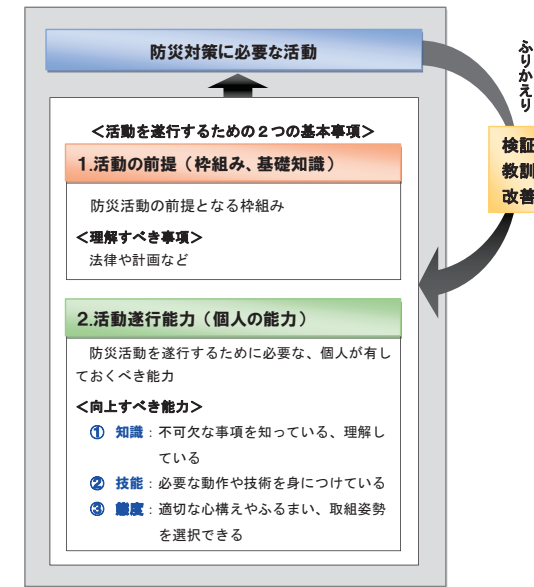 防災対策に必要な活動
ふりかえり
検証
教訓
改善
＜活動を遂行するための２つの基本事項＞
1.活動の前提（枠組み、基礎知識）
防災活動の前提となる枠組み
＜理解すべき事項＞
法律や計画など
2.活動遂行能力（個人の能力）
防災活動を遂行するために必要な、個人が有し
ておくべき能力
＜向上すべき能力＞
① 知識：不可欠な事項を知っている、理解し
ている
② 技能：必要な動作や技術を身につけている
③ 態度：適切な心構えやふるまい、取組姿勢
を選択できる